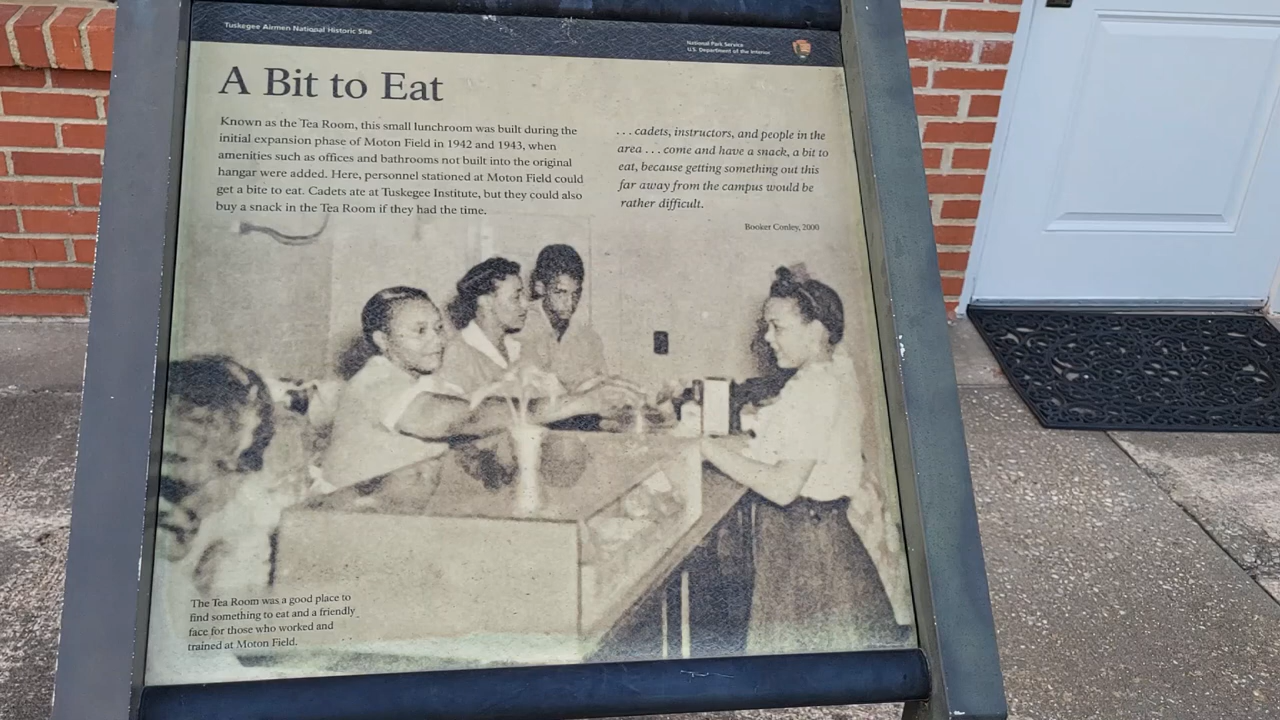 Tuskegee Airmen National Historic Site
National Park Service
U.S. Department of the Interior
A Bit to Eat
Known as the Tea Room, this small lunchroom was built during the
initial expansion phase of Moton Field in 1942 and 1943, when
amenities such as offices and bathrooms not built into the original
hangar were added. Here, personnel stationed at Moton Field could
get a bite to eat. Cadets ate at Tuskegee Institute, but they could also
buy a snack in the Tea Room if they had the time.
. . . cadets, instructors, and people in the
area . . . come and have a snack, a bit to
eat, because getting something out this
far away from the campus would be
rather difficult.
Booker Conley, 2000
The Tea Room was a good place to
find something to eat and a friendly
face for those who worked and
trained at Moton Field.